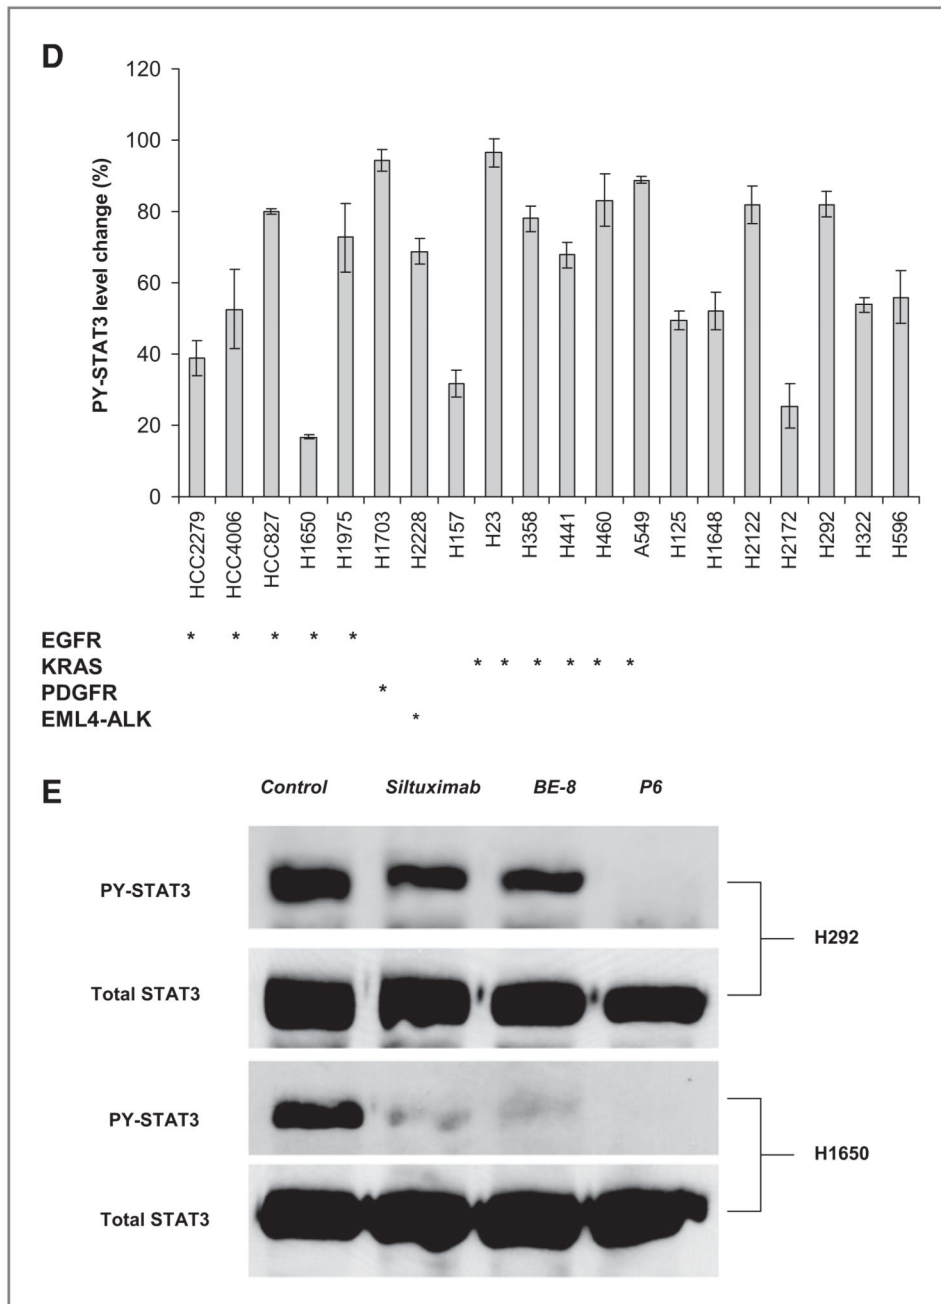 D
PY-STAT3 level change (%)
120
100
80
60
40
20
0
HCC2279 HCC4006 HCC827 H1650 H1975 H1703 H2228 H157 H23 H358 H441 H460 A549 H125 H1648 H2122 H2172 H292 H322 H596
EGFR * * * * *
KRAS * * * * * *
PDGFR *
EML4-ALK *
E
Control Siltuximab BE-8 P6
PY-STAT3
H292
Total STAT3
PY-STAT3
H1650
Total STAT3